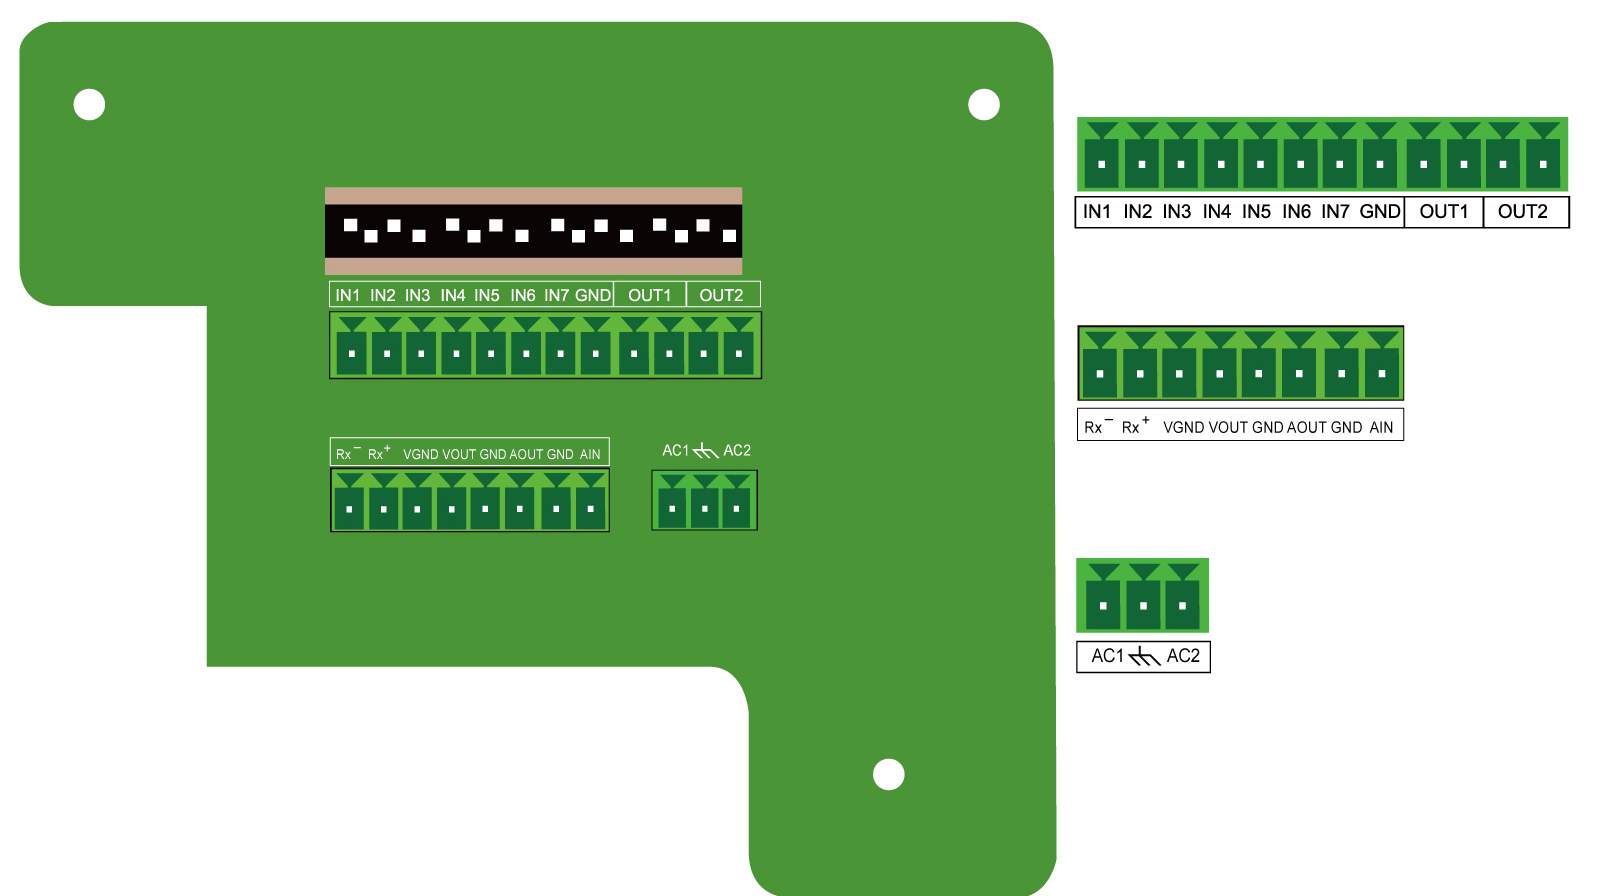 IN1 IN2 IN3 IN4 IN5 IN6 IN7 GND OUT1 OUT2
IN1 IN2 IN3 IN4 IN5 IN6 IN7 GND OUT1 OUT2
Rx− Rx+ VGND VOUT GND AOUT GND AIN
AC1 AC2
Rx− Rx+ VGND VOUT GND AOUT GND AIN
AC1 AC2